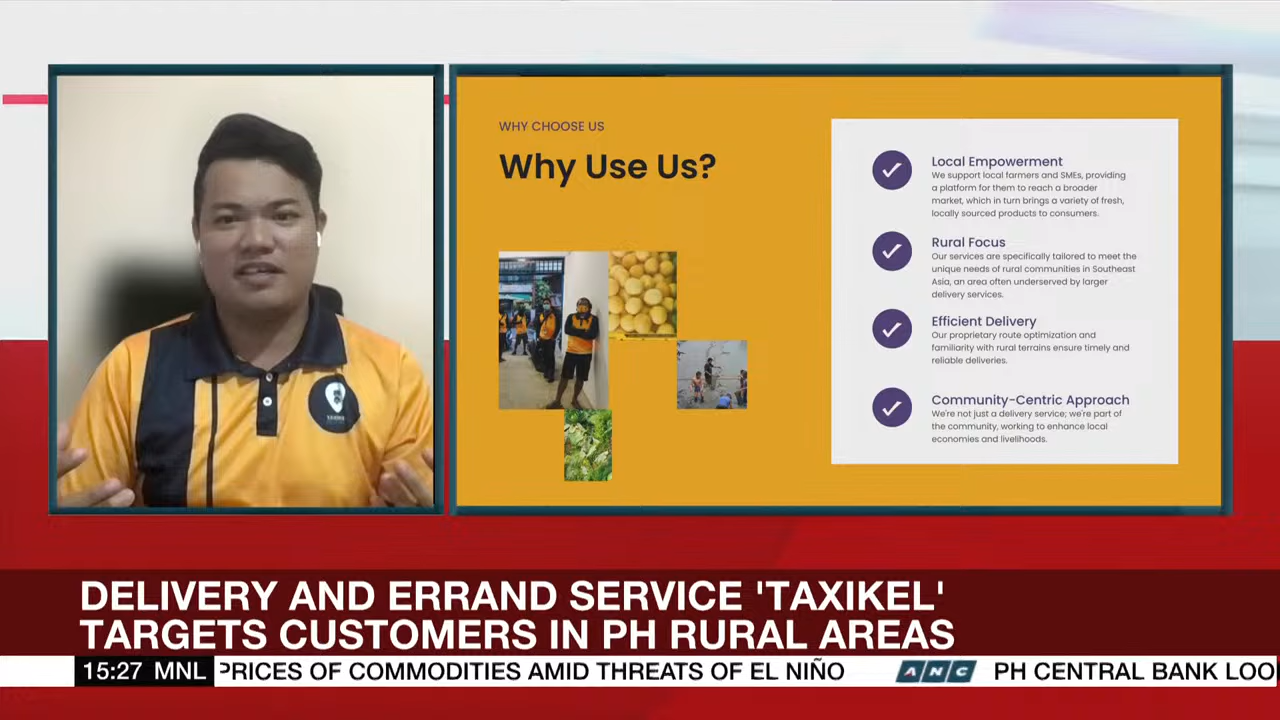 WHY CHOOSE US
Why Use Us?
Local Empowerment
We support local farmers and SMEs, providing
a platform for them to reach a broader
market, which in turn brings a variety of fresh,
locally sourced products to consumers.
Rural Focus
Our services are specifically tailored to meet the
unique needs of rural communities in Southeast
Asia, an area often underserved by larger
delivery services.
Efficient Delivery
Our proprietary route optimization and
familiarity with rural terrains ensure timely and
reliable deliveries.
Community-Centric Approach
We're not just a delivery service; we're part of
the community, working to enhance local
economies and livelihoods.
DELIVERY AND ERRAND SERVICE 'TAXIKEL'
TARGETS CUSTOMERS IN PH RURAL AREAS
15:27 MNL PRICES OF COMMODITIES AMID THREATS OF EL NIÑO ANC PH CENTRAL BANK LOO